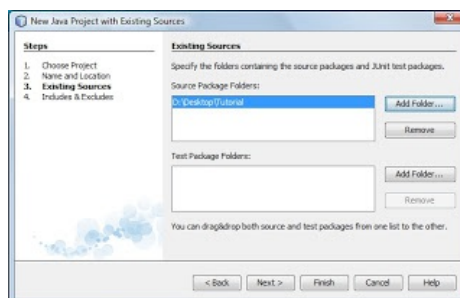 New Java Project with Existing Sources
Steps
1. Choose Project
2. Name and Location
3. Existing Sources
4. Includes & Excludes
Existing Sources
Specify the folders containing the source packages and JUnit test packages.
Source Package Folders:
D:\Desktop\Tutorial
Add Folder...
Remove
Test Package Folders:
Add Folder...
Remove
You can drag&drop both source and test packages from one list to the other.
< Back
Next >
Finish
Cancel
Help